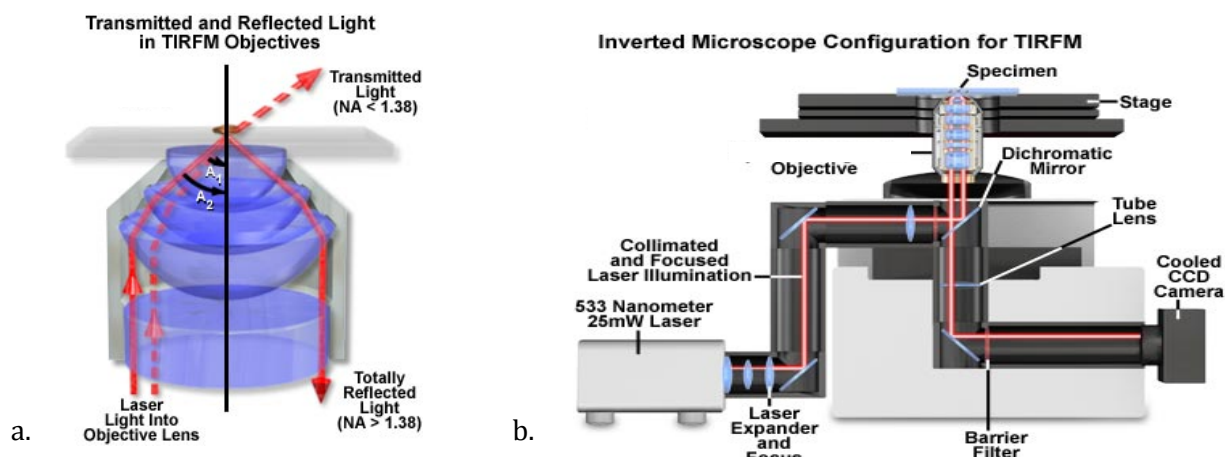 Transmitted and Reflected Light
in TIRFM Objectives
Transmitted
Light
(NA < 1.38)
A1
A2
Laser
Light Into
Objective Lens
Totally
Reflected
Light
(NA > 1.38)
a.
Inverted Microscope Configuration for TIRFM
Specimen
Stage
Objective
Dichromatic
Mirror
Tube
Lens
Collimated
and Focused
Laser Illumination
Cooled
CCD
Camera
533 Nanometer
25mW Laser
Laser
Expander
and
Focus
Barrier
Filter
b.